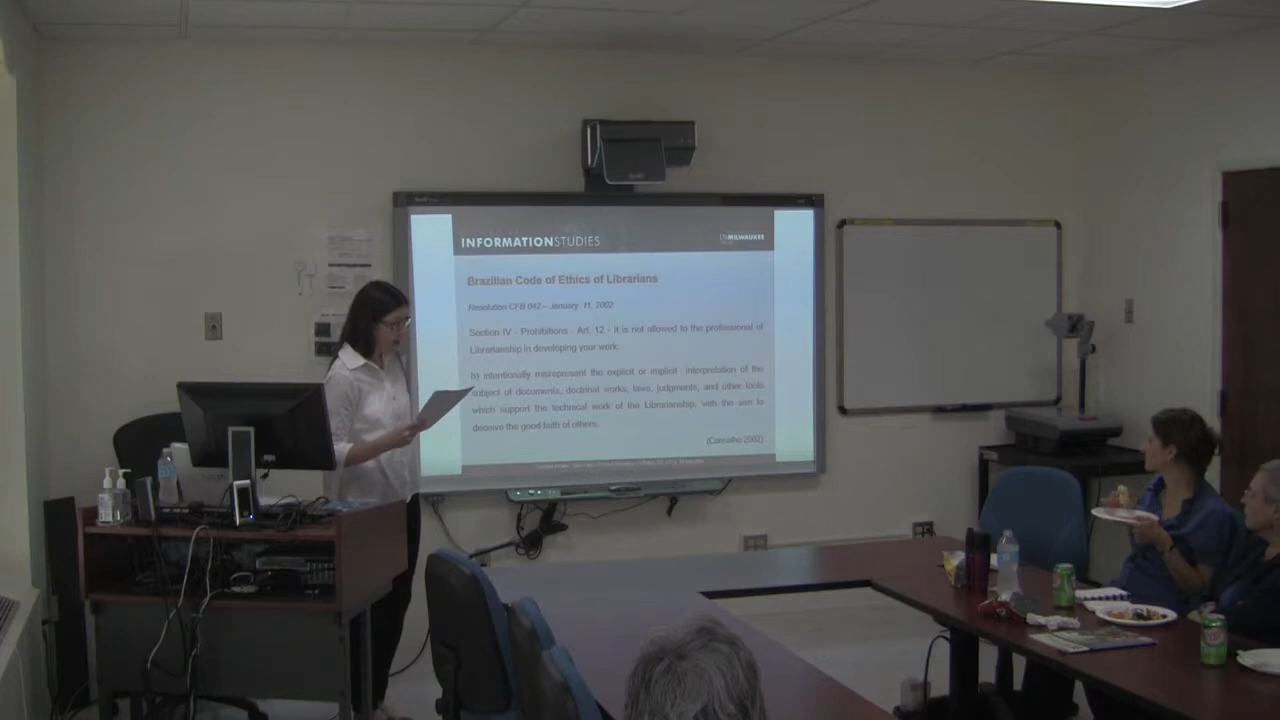 INFORMATIONSTUDIES
MILWAUKEE
Brazilian Code of Ethics of Librarians
Resolution CFB 042 – January 11, 2002
Section IV - Prohibitions - Art. 12 - It is not allowed to the professional of
Librarianship in developing your work:
h) intentionally misrepresent the explicit or implicit interpretation of the
subject of documents, doctrinal works, laws, judgments, and other tools
which support the technical work of the Librarianship, with the aim to
deceive the good faith of others.
(Conselho 2002)